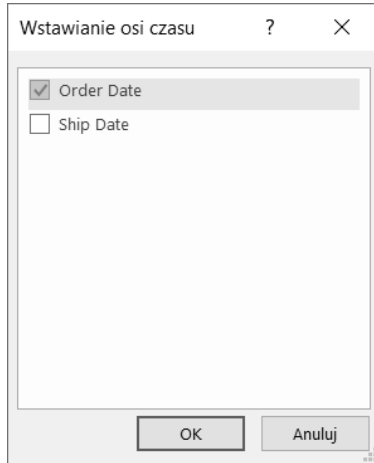 Wstawianie osi czasu ?
Order Date
Ship Date
OK Anuluj